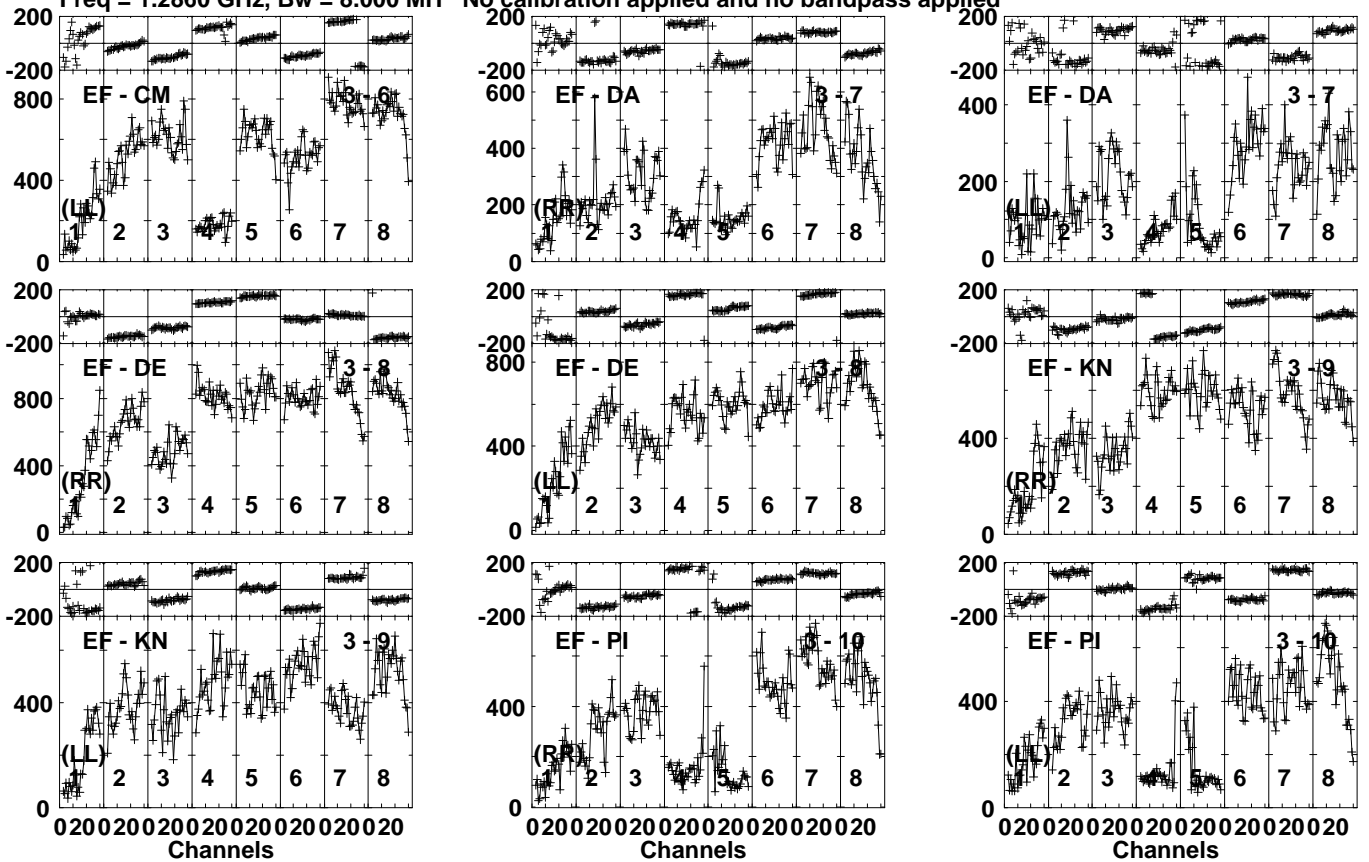 Freq = 1.2860 GHz, Bw = 8.000 MH No calibration applied and no bandpass applied
200 200 200
-200 -200 -200
EF - CM 3 - 6 EF - DA 3 - 7 EF - DA 3 - 7
800 600 400
400 400 200
200
(LL) (RR) (LL)
1 2 3 4 5 6 7 8 1 2 3 4 5 6 7 8 1 2 3 4 5 6 7 8
0 0 0
200 200 200
-200 -200 -200
EF - DE 3 - 8 EF - DE 3 - 8 EF - KN 3 - 9
800 800 400
400 400
(RR) (LL) (RR)
1 2 3 4 5 6 7 8 1 2 3 4 5 6 7 8 1 2 3 4 5 6 7 8
0 0 0
200 200 200
-200 -200 -200
EF - KN 3 - 9 EF - PI 3 - 10 EF - PI 3 - 10
400 400 400
(LL) (RR) (LL)
1 2 3 4 5 6 7 8 1 2 3 4 5 6 7 8 1 2 3 4 5 6 7 8
0 0 0
0 20 0 20 0 20 0 20 0 20 0 20 0 20 0 20 0 20 0 20 0 20 0 20 0 20 0 20 0 20 0 20 0 20 0 20 0 20 0 20 0 20 0 20 0 20 0 20
Channels Channels Channels